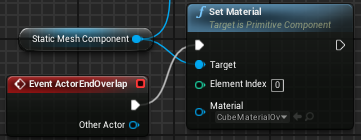 Set Material
Target is Primitive Component
Static Mesh Component
Target
Event ActorEndOverlap
Element Index 0
Other Actor
Material
CubeMaterialOv